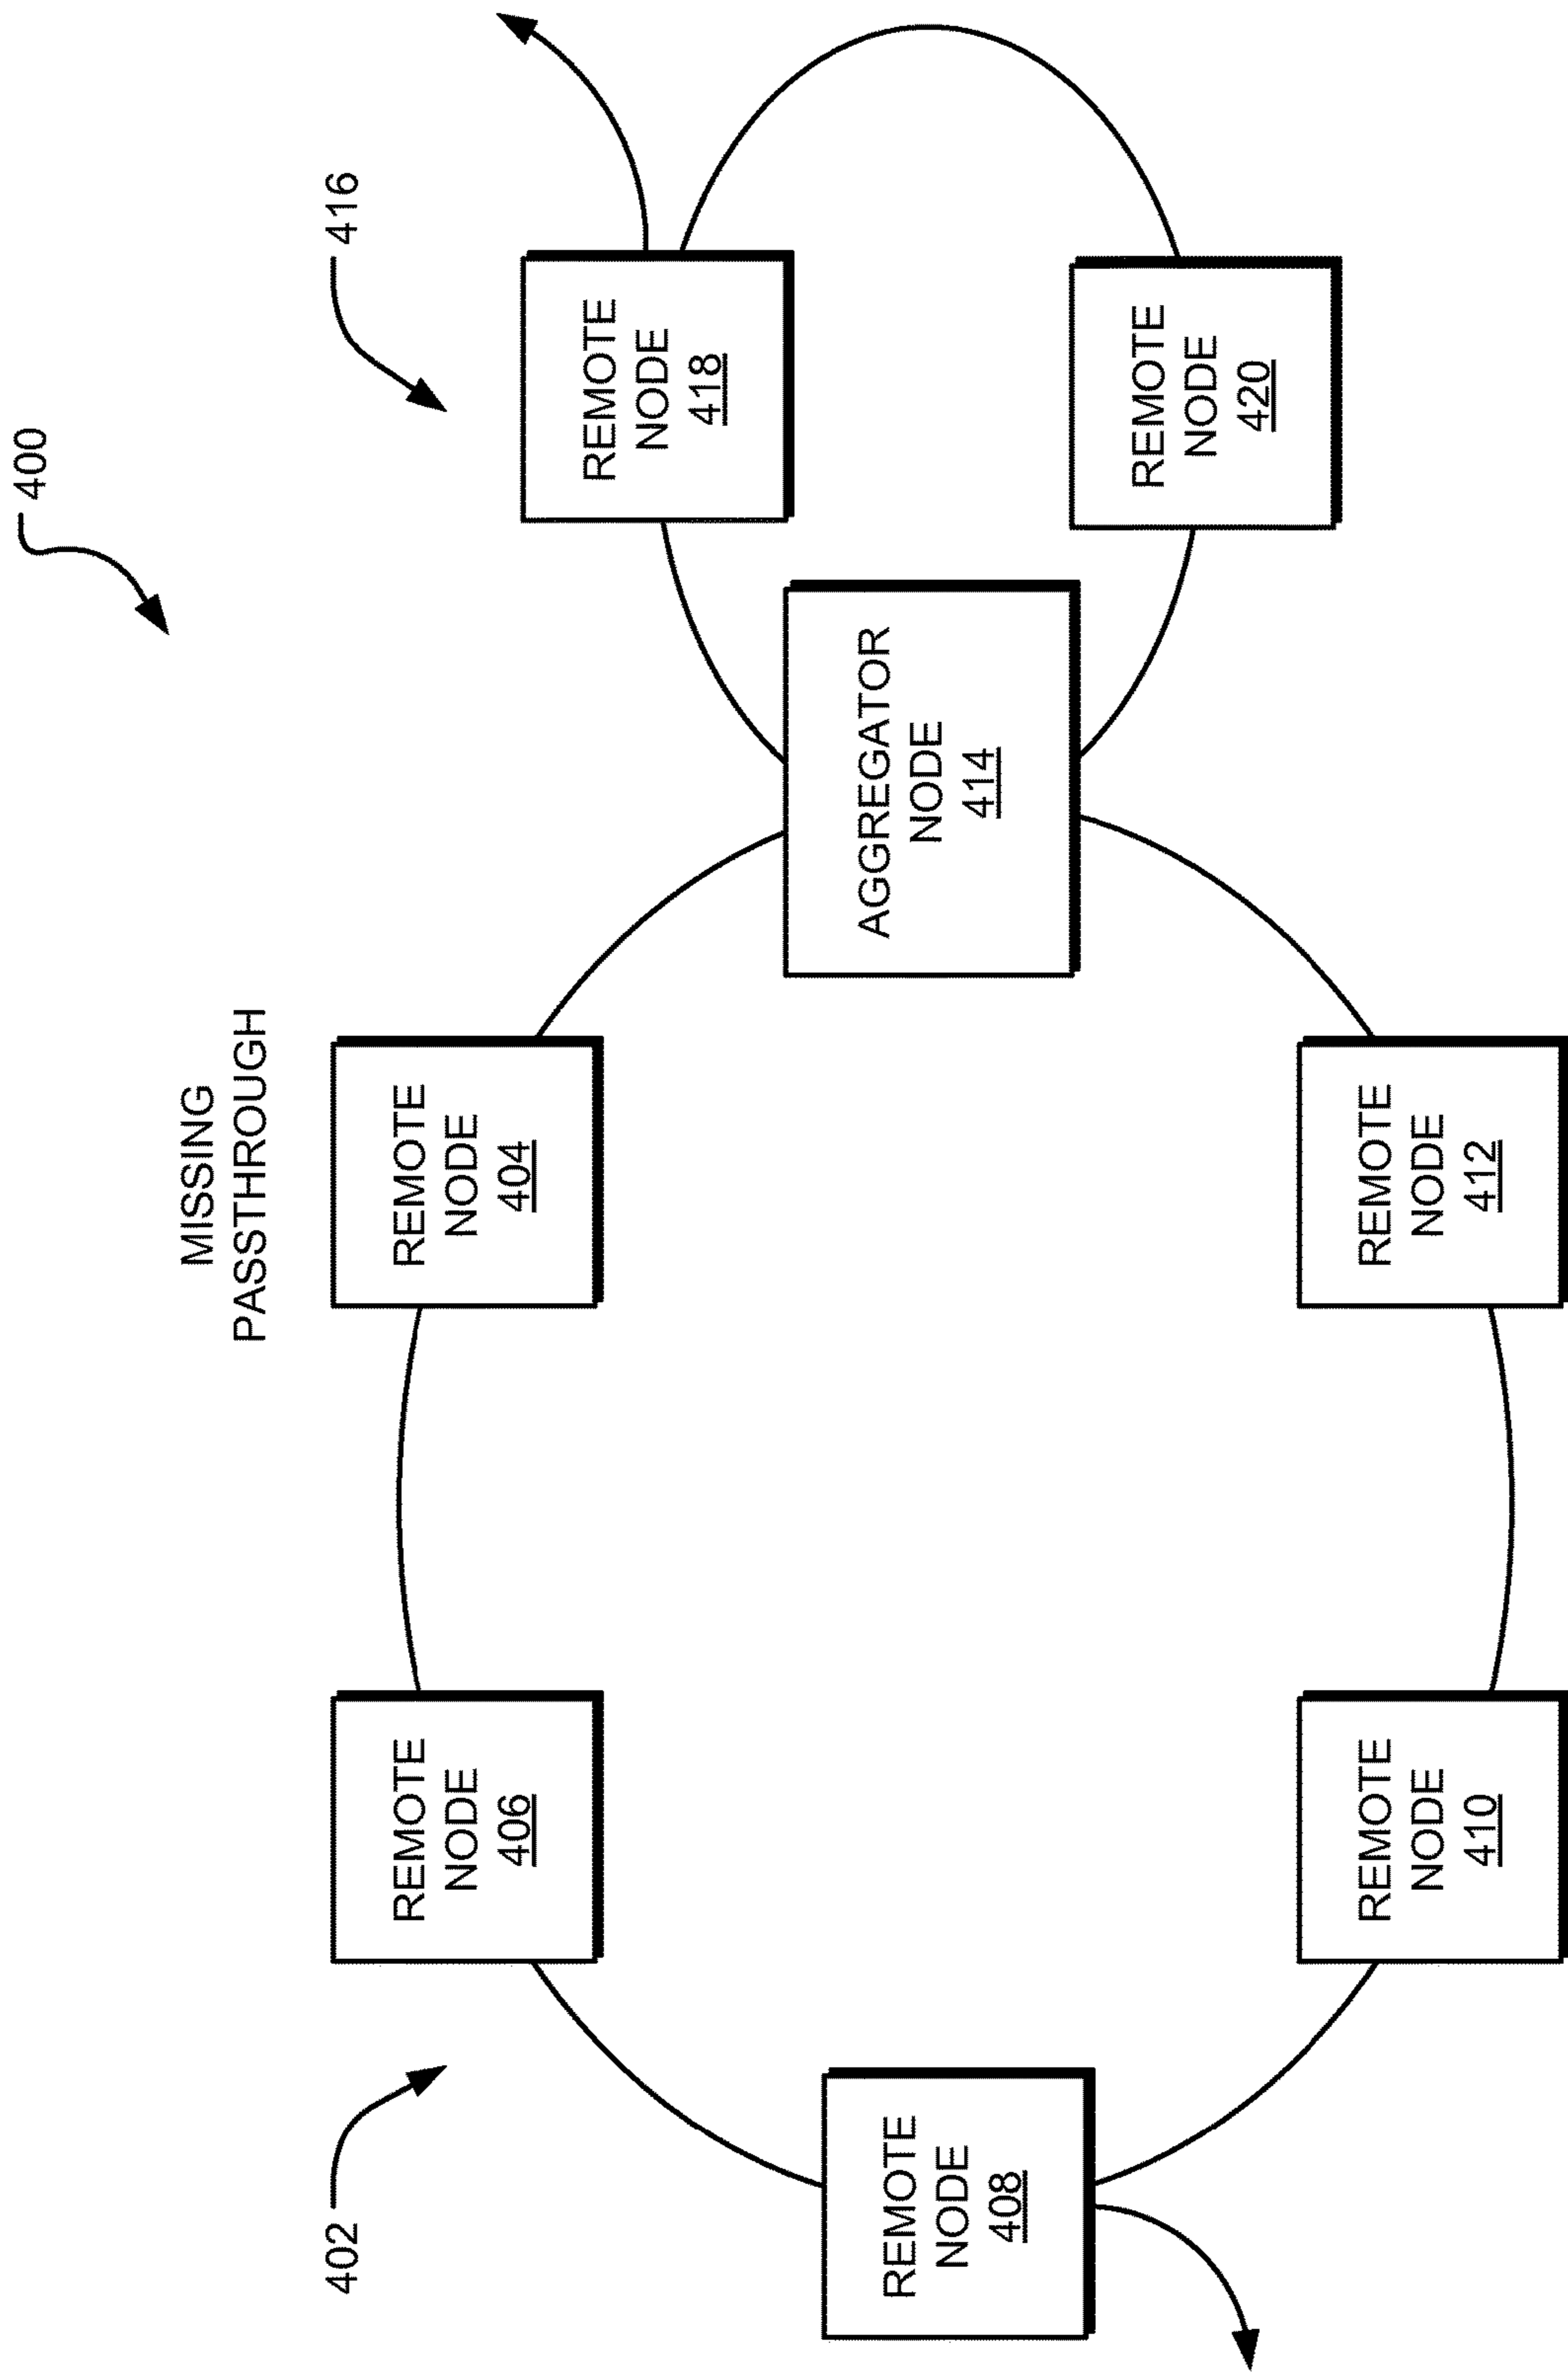 400
402
416
MISSING
PASSTHROUGH
REMOTE
NODE
406
REMOTE
NODE
404
REMOTE
NODE
418
REMOTE
NODE
408
AGGREGATOR
NODE
414
REMOTE
NODE
420
REMOTE
NODE
410
REMOTE
NODE
412